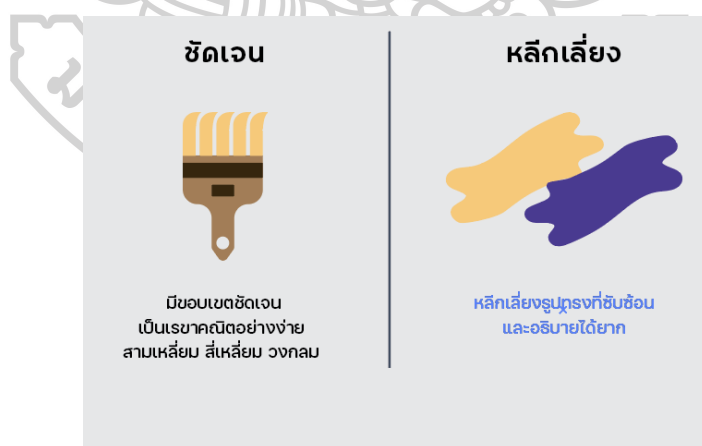 ชัดเจน
มีขอบเขตชัดเจน
เป็นเรขาคณิตอย่างง่าย
สามเหลี่ยม สี่เหลี่ยม วงกลม
หลีกเลี่ยง
หลีกเลี่ยงรูปทรงที่ซับซ้อน
และอธิบายได้ยาก